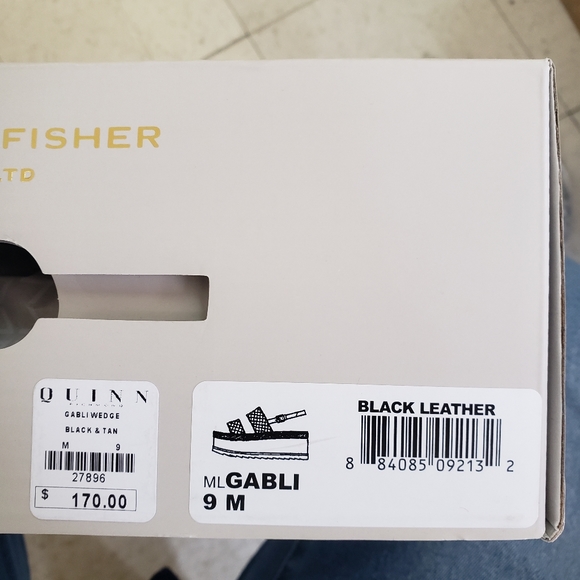 FISHER
LTD
QUINN
GABLI WEDGE
BLACK & TAN
M 9
27896
$ 170.00
BLACK LEATHER
8 84085 09213 2
MLGABLI
9 M